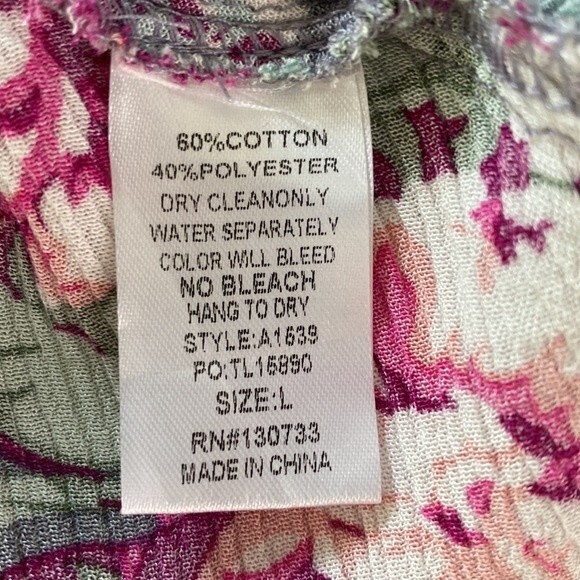 60%COTTON
40%POLYESTER
DRY CLEANONLY
WATER SEPARATELY
COLOR WILL BLEED
NO BLEACH
HANG TO DRY
STYLE:A1639
PO:TL16890
SIZE:L
RN#130733
MADE IN CHINA